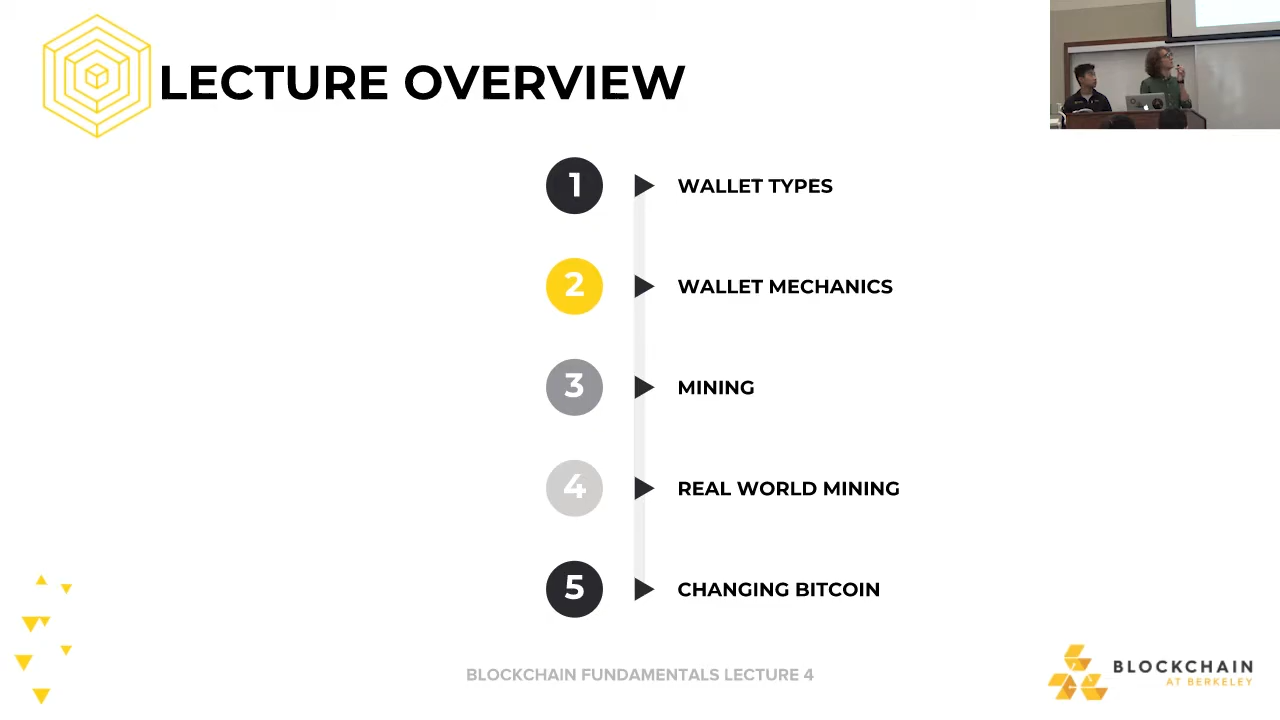 LECTURE OVERVIEW
1 WALLET TYPES
2 WALLET MECHANICS
3 MINING
4 REAL WORLD MINING
5 CHANGING BITCOIN
BLOCKCHAIN FUNDAMENTALS LECTURE 4
BLOCKCHAIN
AT BERKELEY